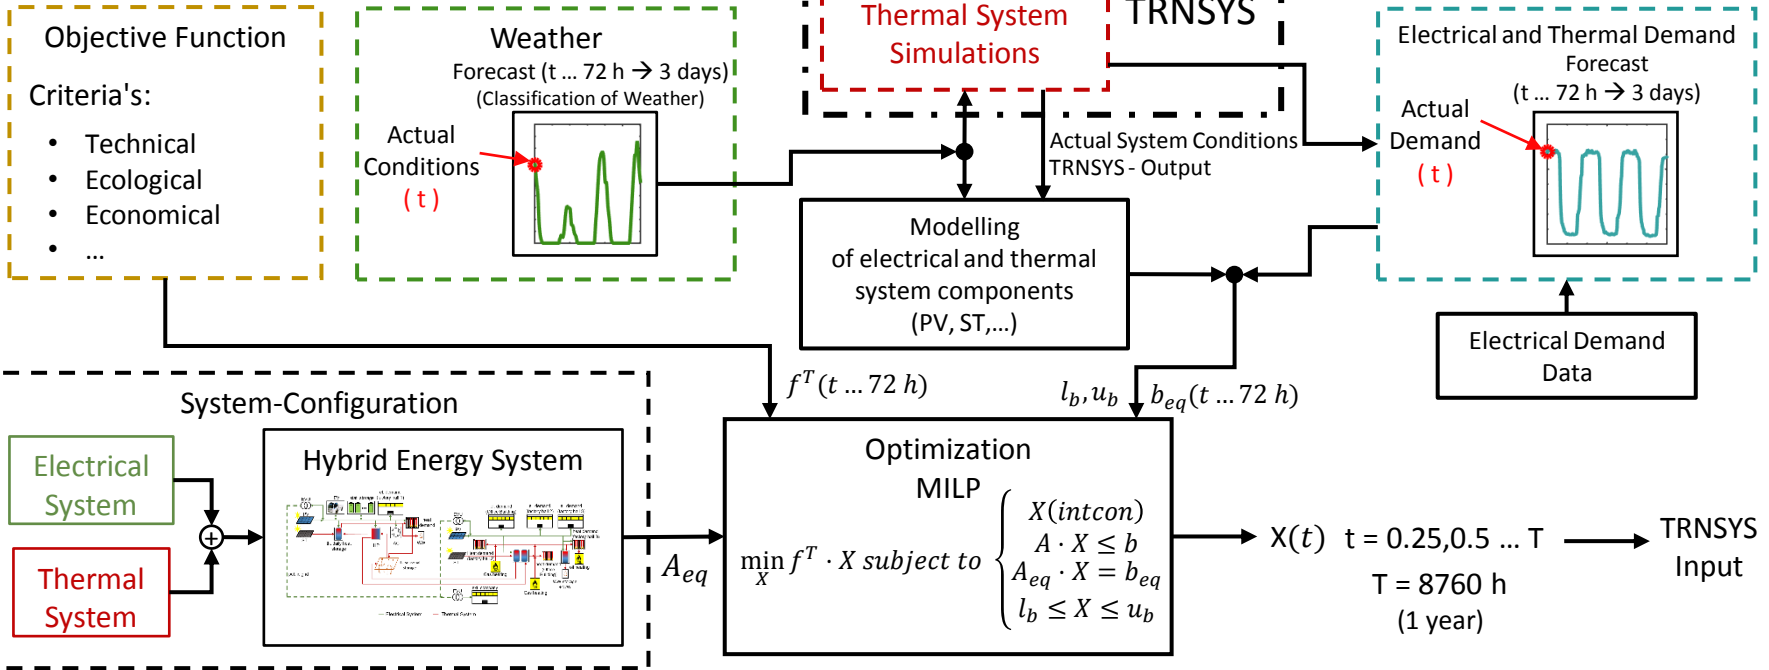 Objective Function
Criteria's:
• Technical
• Ecological
• Economical
• ...
Weather
Forecast (t ... 72 h → 3 days)
(Classification of Weather)
Actual
Conditions
( t )
Thermal System
Simulations
TRNSYS
Actual System Conditions
TRNSYS - Output
Electrical and Thermal Demand
Forecast
(t ... 72 h → 3 days)
Actual
Demand
( t )
Modelling
of electrical and thermal
system components
(PV, ST,...)
Electrical Demand
Data
f^T(t ... 72 h)
l_b, u_b
b_eq(t ... 72 h)
System-Configuration
Electrical
System
Thermal
System
Hybrid Energy System
Electrical System
Thermal System
A_eq
Optimization
MILP
min_X f^T · X subject to
X(intcon)
A · X ≤ b
A_eq · X = b_eq
l_b ≤ X ≤ u_b
X(t) t = 0.25,0.5 ... T
T = 8760 h
(1 year)
TRNSYS
Input